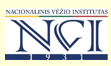 NACIONALINIS VĖŽIO INSTITUTAS
NCI
1931